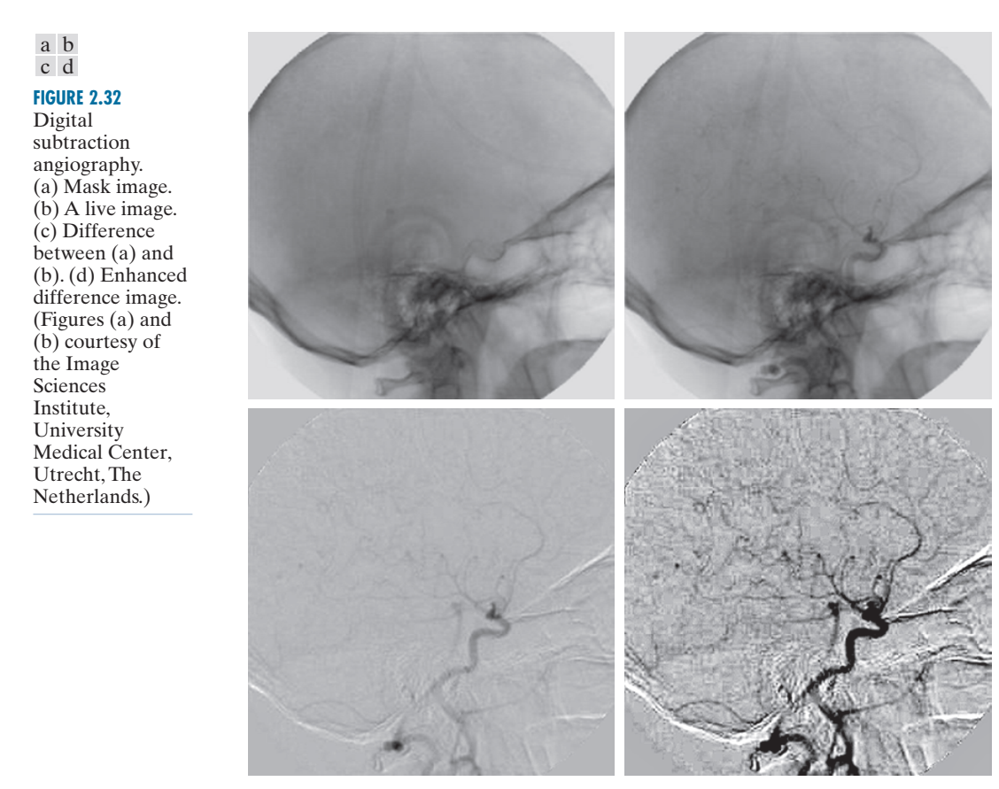 a b
c d
FIGURE 2.32
Digital
subtraction
angiography.
(a) Mask image.
(b) A live image.
(c) Difference
between (a) and
(b). (d) Enhanced
difference image.
(Figures (a) and
(b) courtesy of
the Image
Sciences
Institute,
University
Medical Center,
Utrecht, The
Netherlands.)